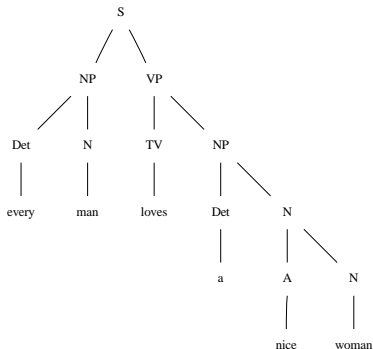 S
NP VP
Det N TV NP
every man loves Det N
a A N
nice woman